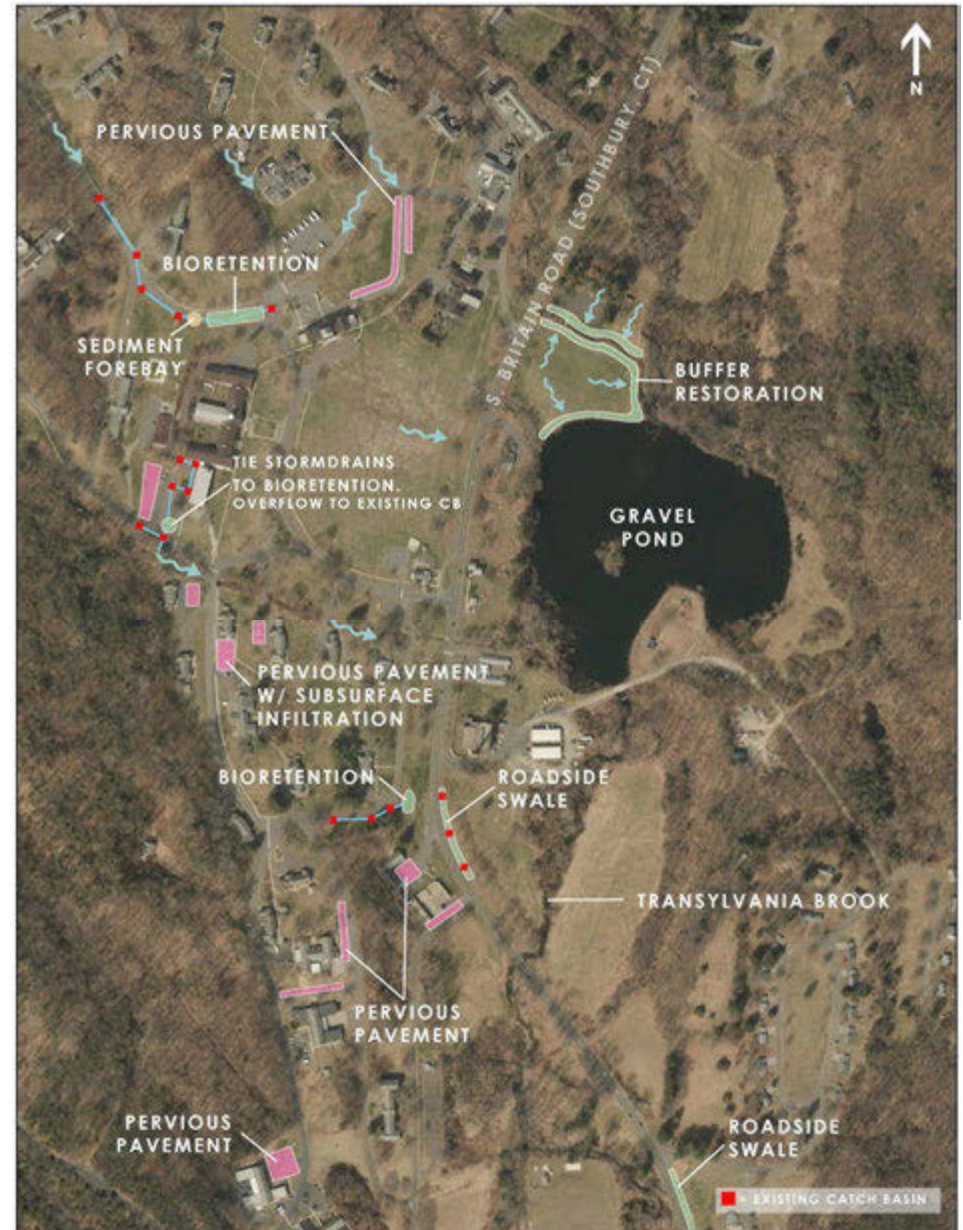 N
PERVIOUS PAVEMENT
S. BRITAIN ROAD (SOUTHBURY, CT)
BIORETENTION
SEDIMENT
FOREBAY
BUFFER
RESTORATION
TIE STORMDRAINS
TO BIORETENTION.
OVERFLOW TO EXISTING CB
GRAVEL
POND
PERVIOUS PAVEMENT
W/ SUBSURFACE
INFILTRATION
BIORETENTION
ROADSIDE
SWALE
TRANSYLVANIA BROOK
PERVIOUS
PAVEMENT
PERVIOUS
PAVEMENT
ROADSIDE
SWALE
= EXISTING CATCH BASIN